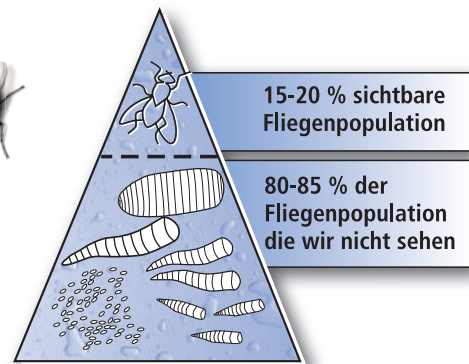 15-20 % sichtbare
Fliegenpopulation
80-85 % der
Fliegenpopulation
die wir nicht sehen